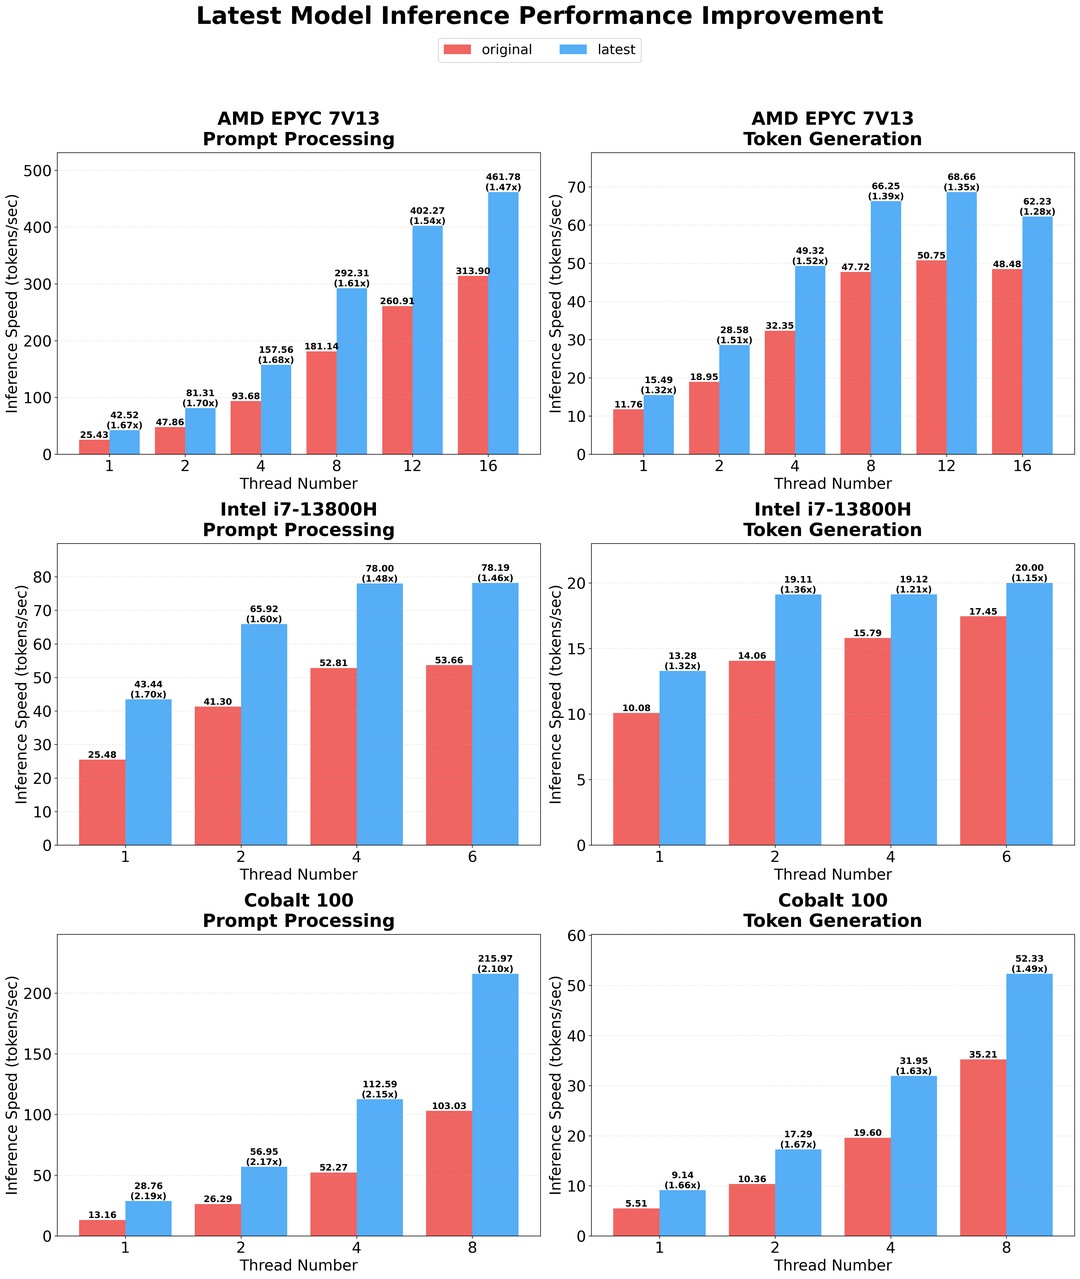 Latest Model Inference Performance Improvement
original latest
AMD EPYC 7V13
Prompt Processing
Inference Speed (tokens/sec)
500
400
300
200
100
0
25.43
42.52
(1.67x)
47.86
81.31
(1.70x)
93.68
157.56
(1.68x)
181.14
292.31
(1.61x)
260.91
402.27
(1.54x)
313.90
461.78
(1.47x)
1 2 4 8 12 16
Thread Number
AMD EPYC 7V13
Token Generation
Inference Speed (tokens/sec)
70
60
50
40
30
20
10
0
11.76
15.49
(1.32x)
18.95
28.58
(1.51x)
32.35
49.32
(1.52x)
47.72
66.25
(1.39x)
50.75
68.66
(1.35x)
48.48
62.23
(1.28x)
1 2 4 8 12 16
Thread Number
Intel i7-13800H
Prompt Processing
Inference Speed (tokens/sec)
80
70
60
50
40
30
20
10
0
25.48
43.44
(1.70x)
41.30
65.92
(1.60x)
52.81
78.00
(1.48x)
53.66
78.19
(1.46x)
1 2 4 6
Thread Number
Intel i7-13800H
Token Generation
Inference Speed (tokens/sec)
20
15
10
5
0
10.08
13.28
(1.32x)
14.06
19.11
(1.36x)
15.79
19.12
(1.21x)
17.45
20.00
(1.15x)
1 2 4 6
Thread Number
Cobalt 100
Prompt Processing
Inference Speed (tokens/sec)
200
150
100
50
0
13.16
28.76
(2.19x)
26.29
56.95
(2.17x)
52.27
112.59
(2.15x)
103.03
215.97
(2.10x)
1 2 4 8
Thread Number
Cobalt 100
Token Generation
Inference Speed (tokens/sec)
60
50
40
30
20
10
0
5.51
9.14
(1.66x)
10.36
17.29
(1.67x)
19.60
31.95
(1.63x)
35.21
52.33
(1.49x)
1 2 4 8
Thread Number